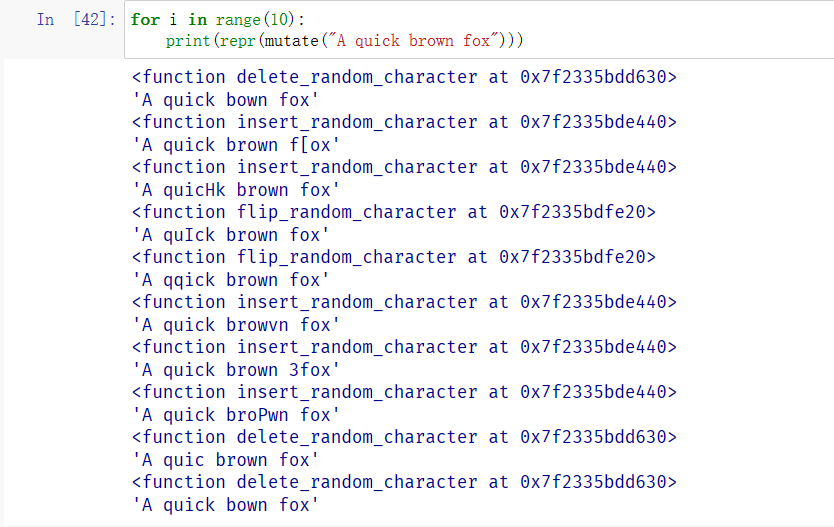 In [42]: for i in range(10):
    print(repr(mutate("A quick brown fox")))
<function delete_random_character at 0x7f2335bdd630>
'A quick bown fox'
<function insert_random_character at 0x7f2335bde440>
'A quick brown f[ox'
<function insert_random_character at 0x7f2335bde440>
'A quicHk brown fox'
<function flip_random_character at 0x7f2335bdfe20>
'A quIck brown fox'
<function flip_random_character at 0x7f2335bdfe20>
'A qqick brown fox'
<function insert_random_character at 0x7f2335bde440>
'A quick browvn fox'
<function insert_random_character at 0x7f2335bde440>
'A quick brown 3fox'
<function insert_random_character at 0x7f2335bde440>
'A quick broPwn fox'
<function delete_random_character at 0x7f2335bdd630>
'A quic brown fox'
<function delete_random_character at 0x7f2335bdd630>
'A quick bown fox'